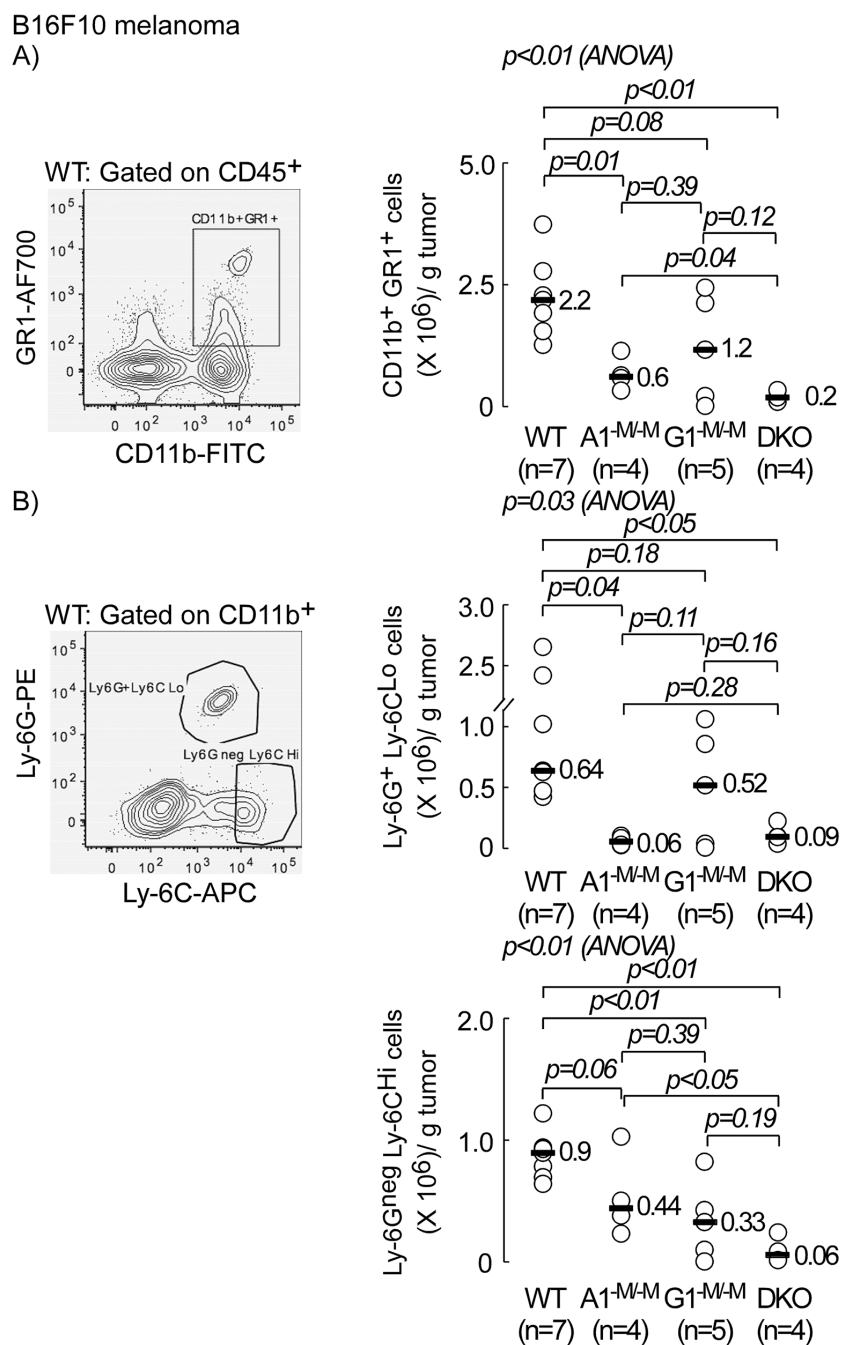 B16F10 melanoma
A)
p<0.01 (ANOVA)
p<0.01
p=0.08
p=0.01
p=0.39
p=0.12
p=0.04
WT: Gated on CD45+
CD11b+GR1+
GR1-AF700
10^5
10^4
10^3
10^2
0
0 10^2 10^3 10^4 10^5
CD11b-FITC
CD11b+ GR1+ cells
(X 10^6)/ g tumor
5.0
2.5
0
2.2
0.6
1.2
0.2
WT A1-M/-M G1-M/-M DKO
(n=7) (n=4) (n=5) (n=4)
B)
p=0.03 (ANOVA)
p<0.05
p=0.18
p=0.04
p=0.11
p=0.16
p=0.28
WT: Gated on CD11b+
Ly6G+Ly6C Lo
Ly6G neg Ly6C Hi
Ly-6G-PE
10^5
10^4
10^3
10^2
0
0 10^2 10^3 10^4 10^5
Ly-6C-APC
Ly-6G+ Ly-6CLo cells
(X 10^6)/ g tumor
3.0
2.5
1.0
0.5
0
0.64
0.06
0.52
0.09
WT A1-M/-M G1-M/-M DKO
(n=7) (n=4) (n=5) (n=4)
p<0.01 (ANOVA)
p<0.01
p<0.01
p=0.39
p=0.06
p<0.05
p=0.19
Ly-6Gneg Ly-6CHi cells
(X 10^6)/ g tumor
2.0
1.0
0
0.9
0.44
0.33
0.06
WT A1-M/-M G1-M/-M DKO
(n=7) (n=4) (n=5) (n=4)